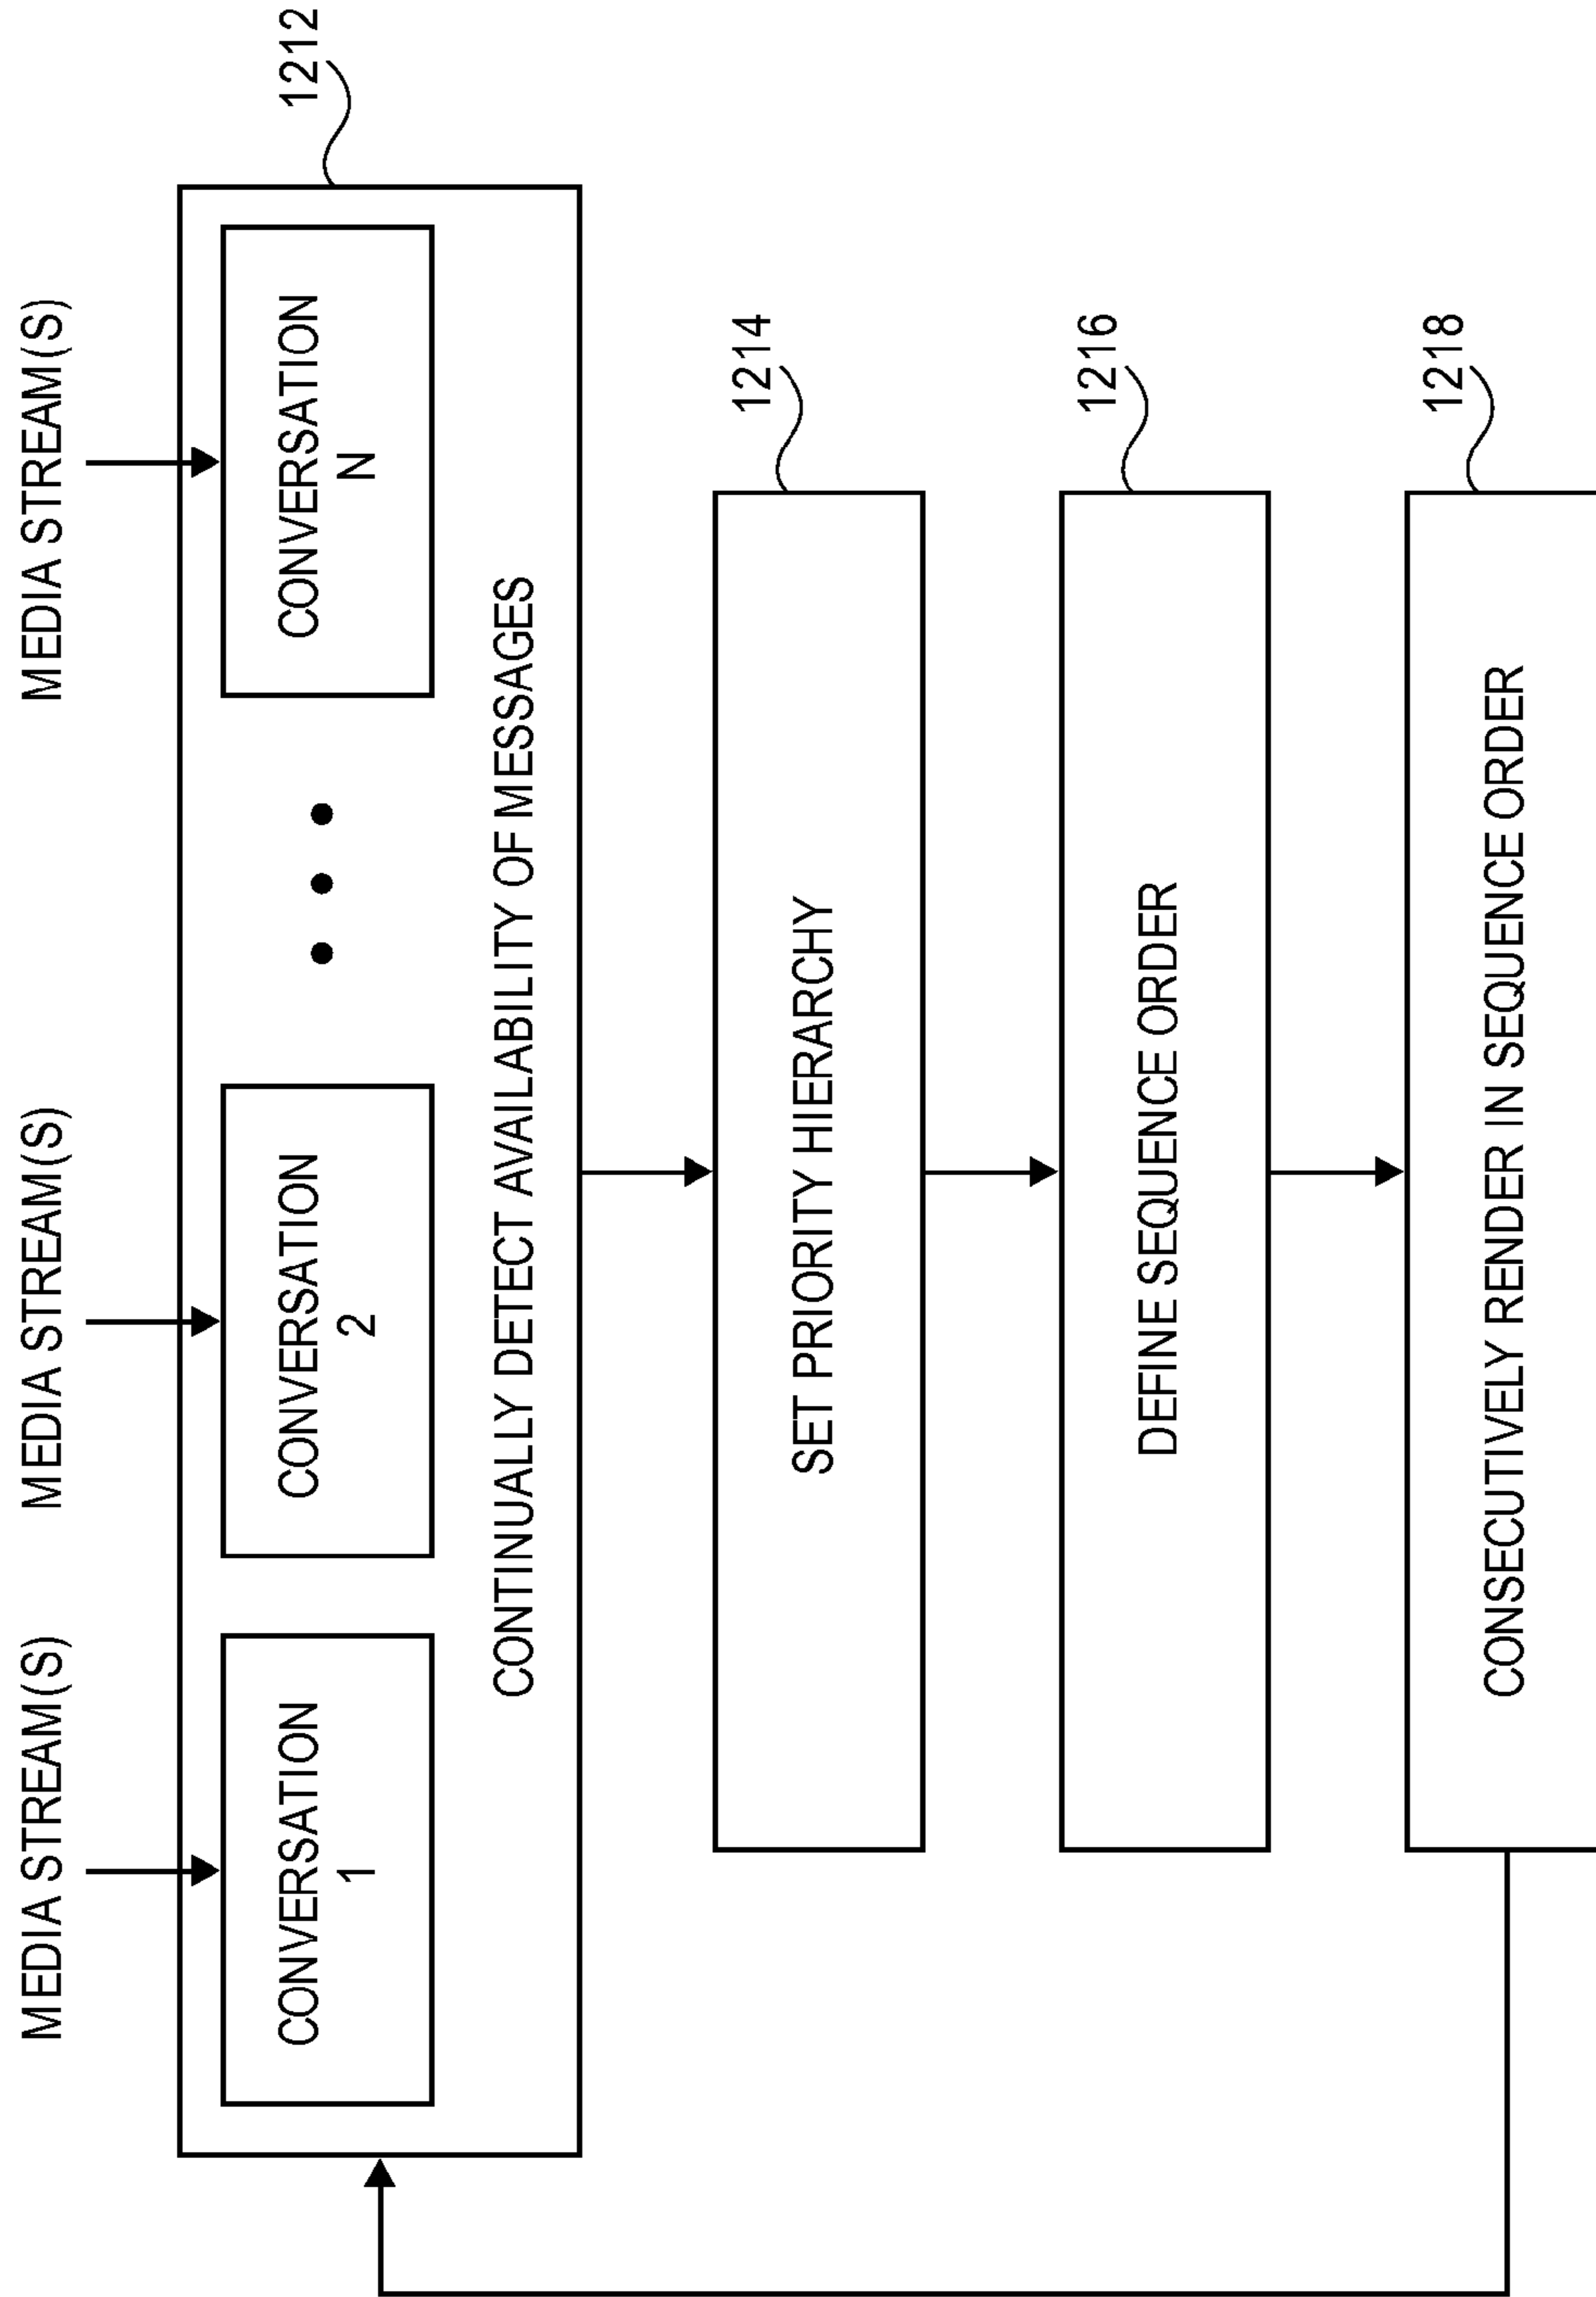 MEDIA STREAM(S)
MEDIA STREAM(S)
MEDIA STREAM(S)
1212
CONVERSATION
1
CONVERSATION
2
CONVERSATION
N
CONTINUALLY DETECT AVAILABILITY OF MESSAGES
1214
SET PRIORITY HIERARCHY
1216
DEFINE SEQUENCE ORDER
1218
CONSECUTIVELY RENDER IN SEQUENCE ORDER